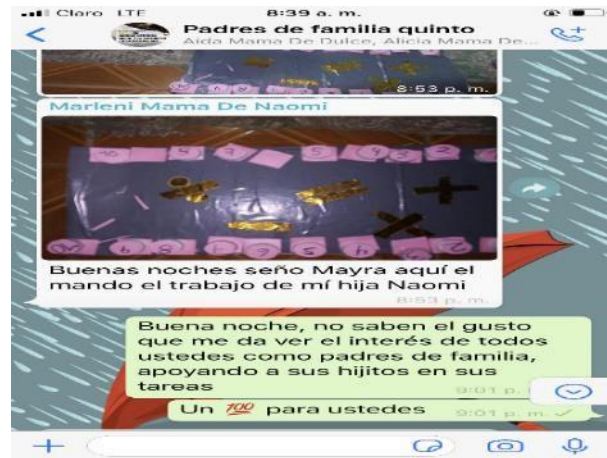 Claro LTE 8:39 a. m.
Padres de familia quinto
Aida Mama De Dulce, Alicia Mama De...
8:53 p. m.
Marleni Mama De Naomi
Buenas noches seño Mayra aquí el
mando el trabajo de mí hija Naomi
8:53 p. m.
Buena noche, no saben el gusto
que me da ver el interés de todos
ustedes como padres de familia,
apoyando a sus hijitos en sus
tareas
9:01 p.
Un 💯 para ustedes 9:01 p. m.